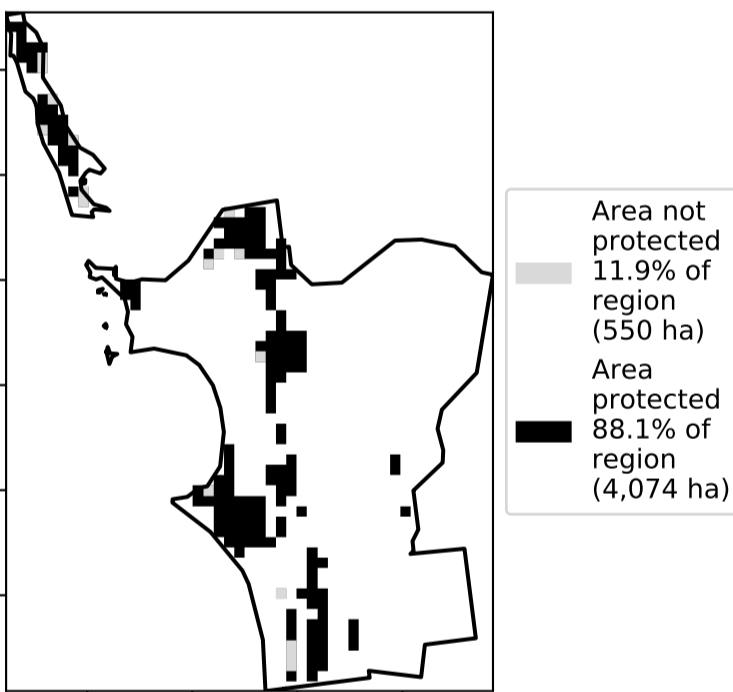 Area not
protected
11.9% of
region
(550 ha)
Area
protected
88.1% of
region
(4,074 ha)